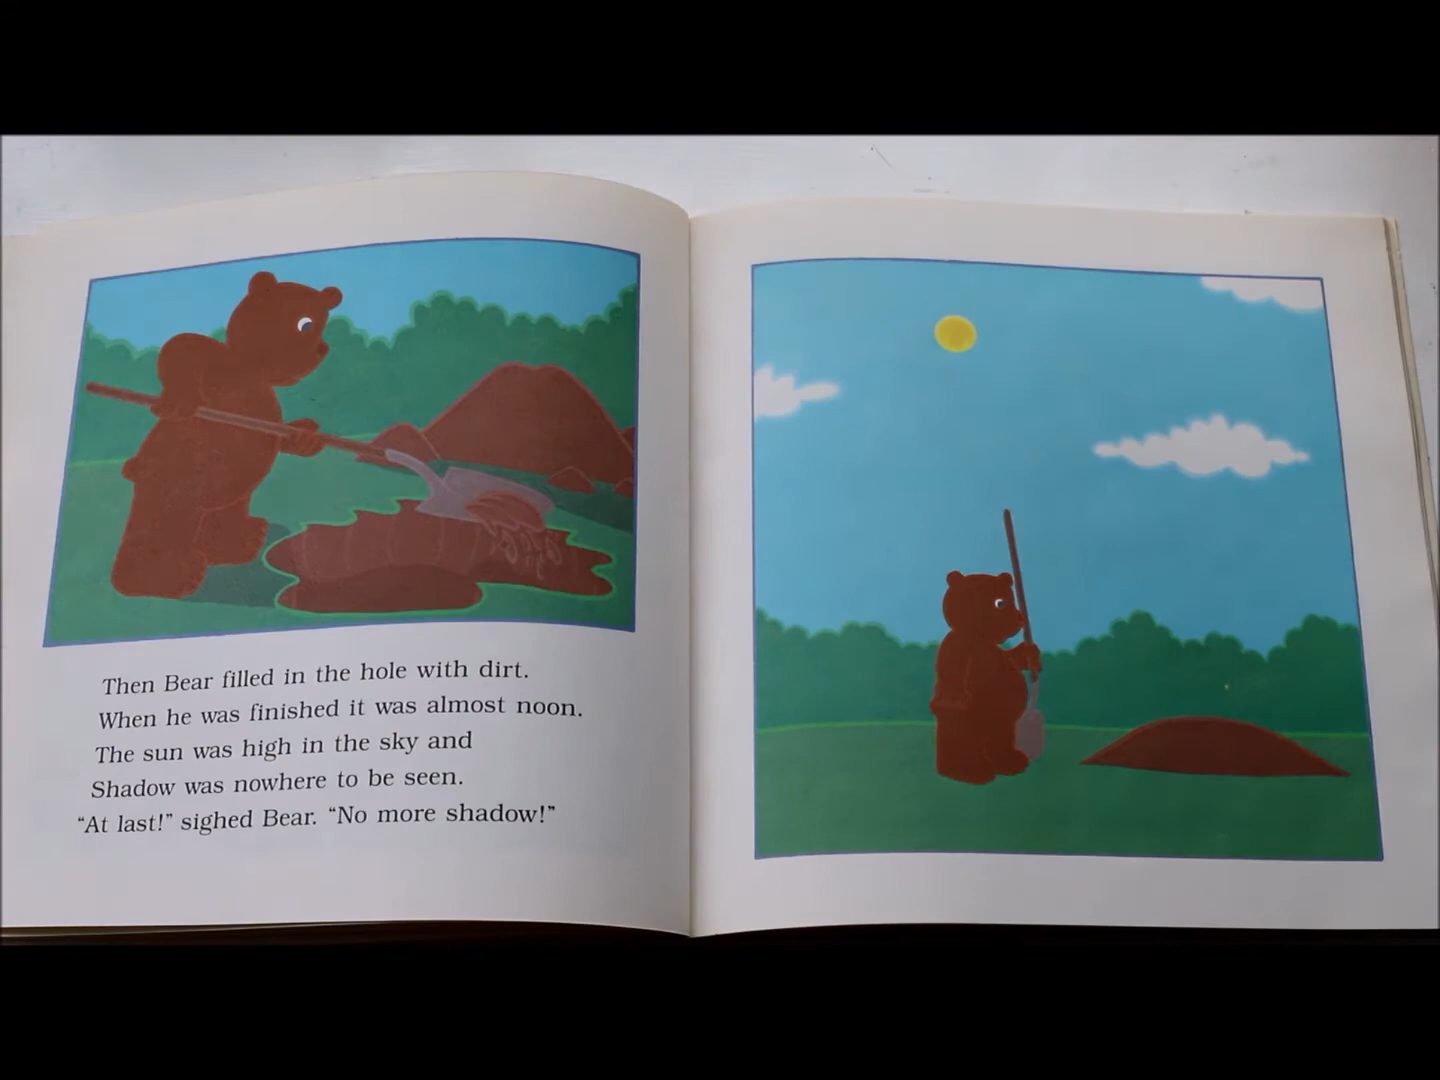 Then Bear filled in the hole with dirt.
When he was finished it was almost noon.
The sun was high in the sky and
Shadow was nowhere to be seen.
“At last!” sighed Bear. “No more shadow!”